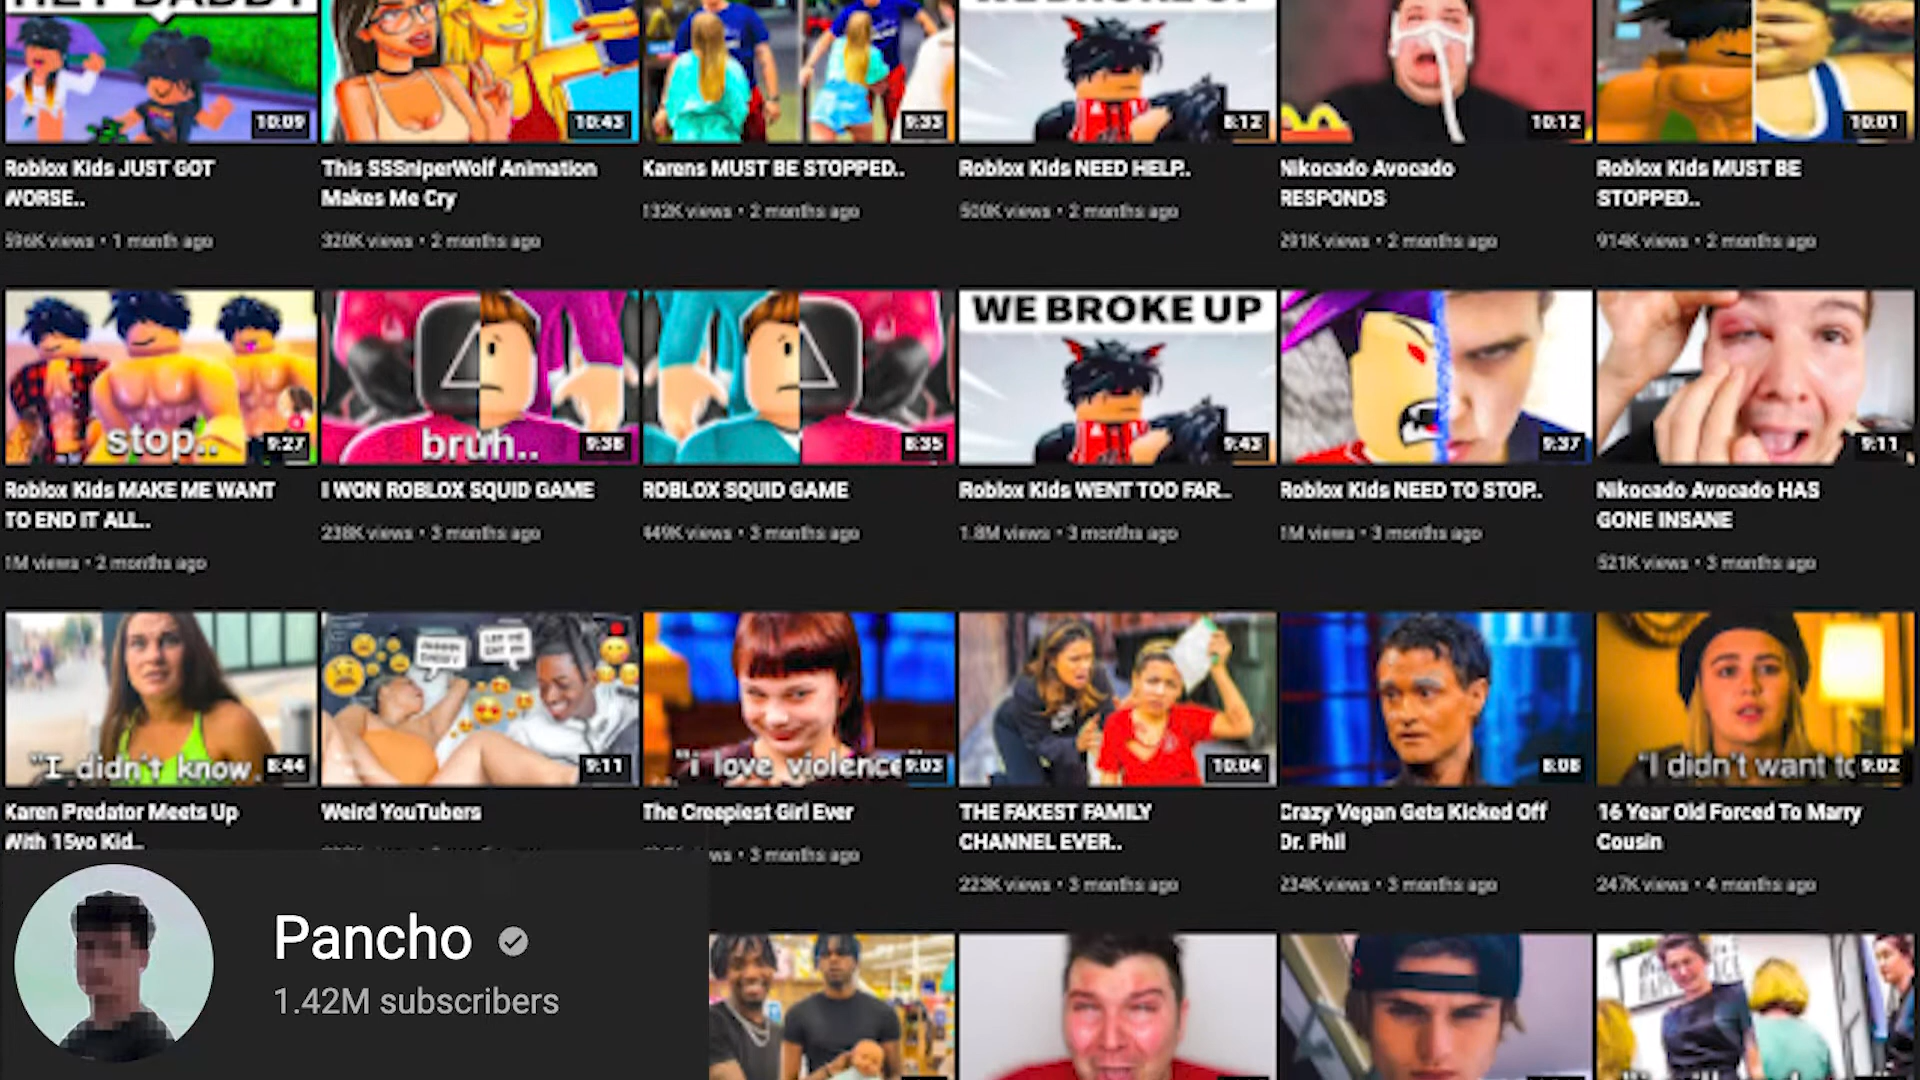 10:09
10:43
9:33
8:12
10:12
10:01
Roblox Kids JUST GOT
WORSE..
This SSSniperWolf Animation
Makes Me Cry
Karens MUST BE STOPPED..
Roblox Kids NEED HELP..
Nikocado Avocado
RESPONDS
Roblox Kids MUST BE
STOPPED..
596K views • 1 month ago
320K views • 2 months ago
132K views • 2 months ago
500K views • 2 months ago
291K views • 2 months ago
914K views • 2 months ago
stop..
9:27
bruh..
9:38
8:35
WE BROKE UP
9:43
9:37
9:11
Roblox Kids MAKE ME WANT
TO END IT ALL..
I WON ROBLOX SQUID GAME
ROBLOX SQUID GAME
Roblox Kids WENT TOO FAR..
Roblox Kids NEED TO STOP..
Nikocado Avocado HAS
GONE INSANE
1M views • 2 months ago
238K views • 3 months ago
449K views • 3 months ago
1.8M views • 3 months ago
1M views • 3 months ago
521K views • 3 months ago
"I didn't know.
8:44
9:11
"i love violence
9:03
10:04
8:08
"I didn't want to
9:02
Karen Predator Meets Up
With 15yo Kid..
Weird YouTubers
The Creepiest Girl Ever
THE FAKEST FAMILY
CHANNEL EVER..
Crazy Vegan Gets Kicked Off
Dr. Phil
16 Year Old Forced To Marry
Cousin
3 months ago
223K views • 3 months ago
234K views • 3 months ago
247K views • 4 months ago
Pancho
1.42M subscribers